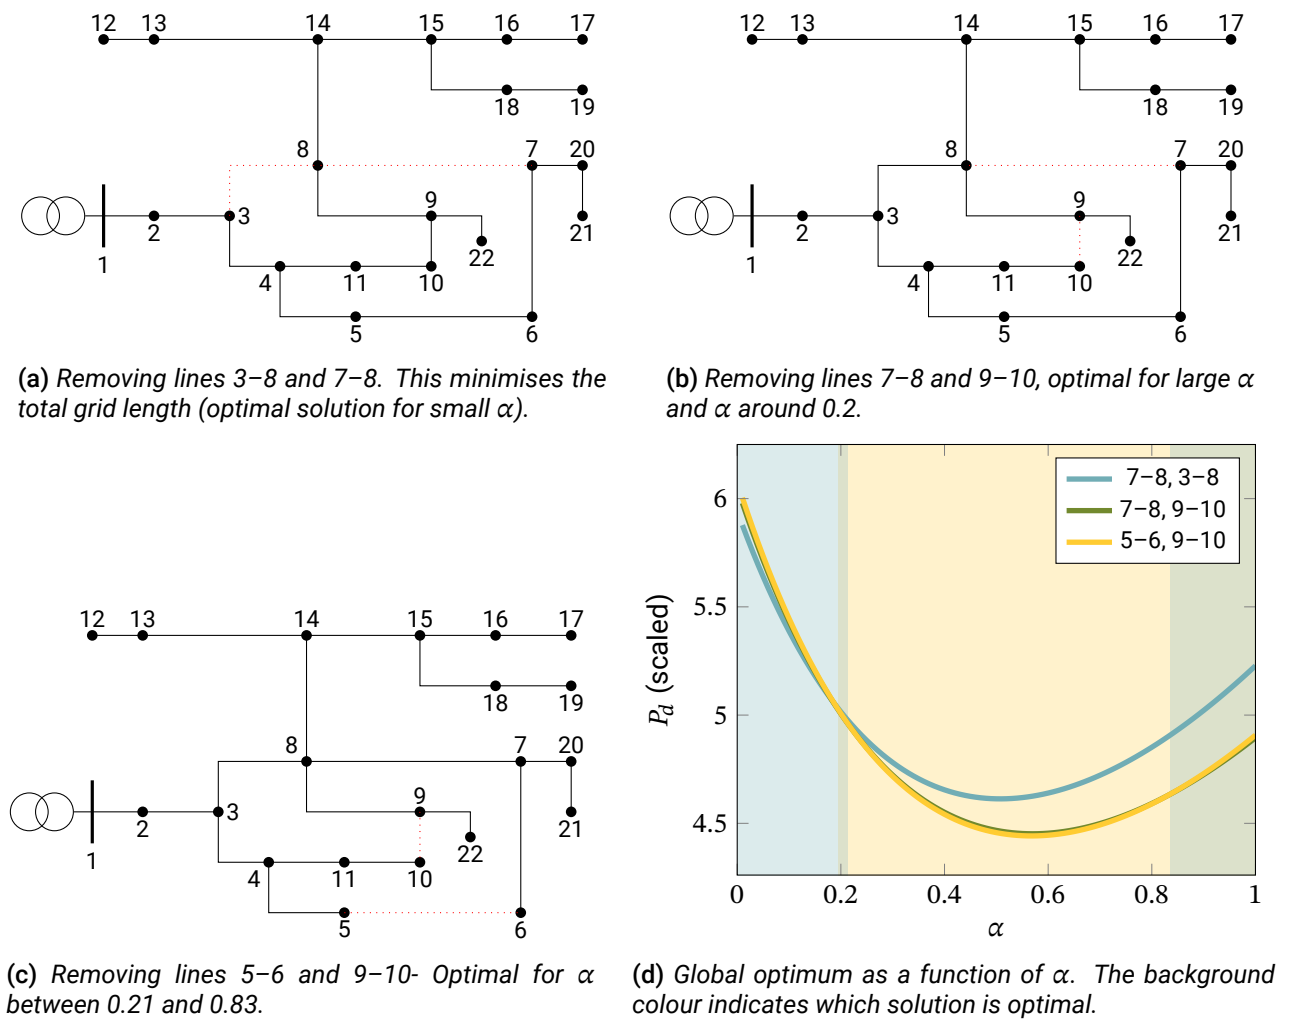 12 13 14 15 16 17
18 19
8 7 20
3 9
2 22 21
1 4 11 10
5 6
(a) Removing lines 3–8 and 7–8. This minimises the
total grid length (optimal solution for small α).
12 13 14 15 16 17
18 19
8 7 20
3 9
2 22 21
1 4 11 10
5 6
(b) Removing lines 7–8 and 9–10, optimal for large α
and α around 0.2.
12 13 14 15 16 17
18 19
8 7 20
3 9
2 22 21
1 4 11 10
5 6
(c) Removing lines 5–6 and 9–10- Optimal for α
between 0.21 and 0.83.
7–8, 3–8
7–8, 9–10
5–6, 9–10
6
5.5
5
4.5
P_d (scaled)
0 0.2 0.4 0.6 0.8 1
α
(d) Global optimum as a function of α. The background
colour indicates which solution is optimal.